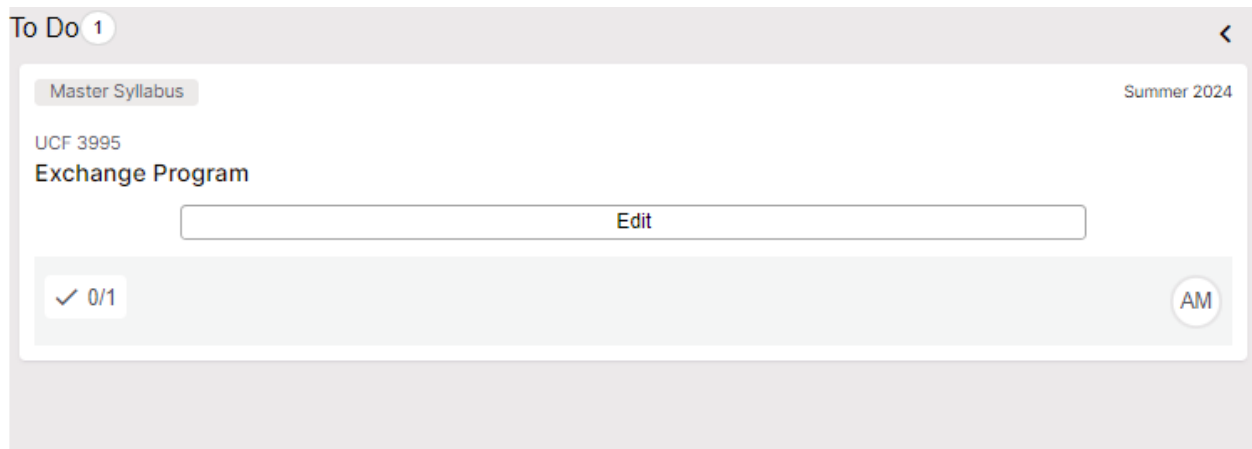 To Do 1
Master Syllabus
Summer 2024
UCF 3995
Exchange Program
Edit
0/1
AM